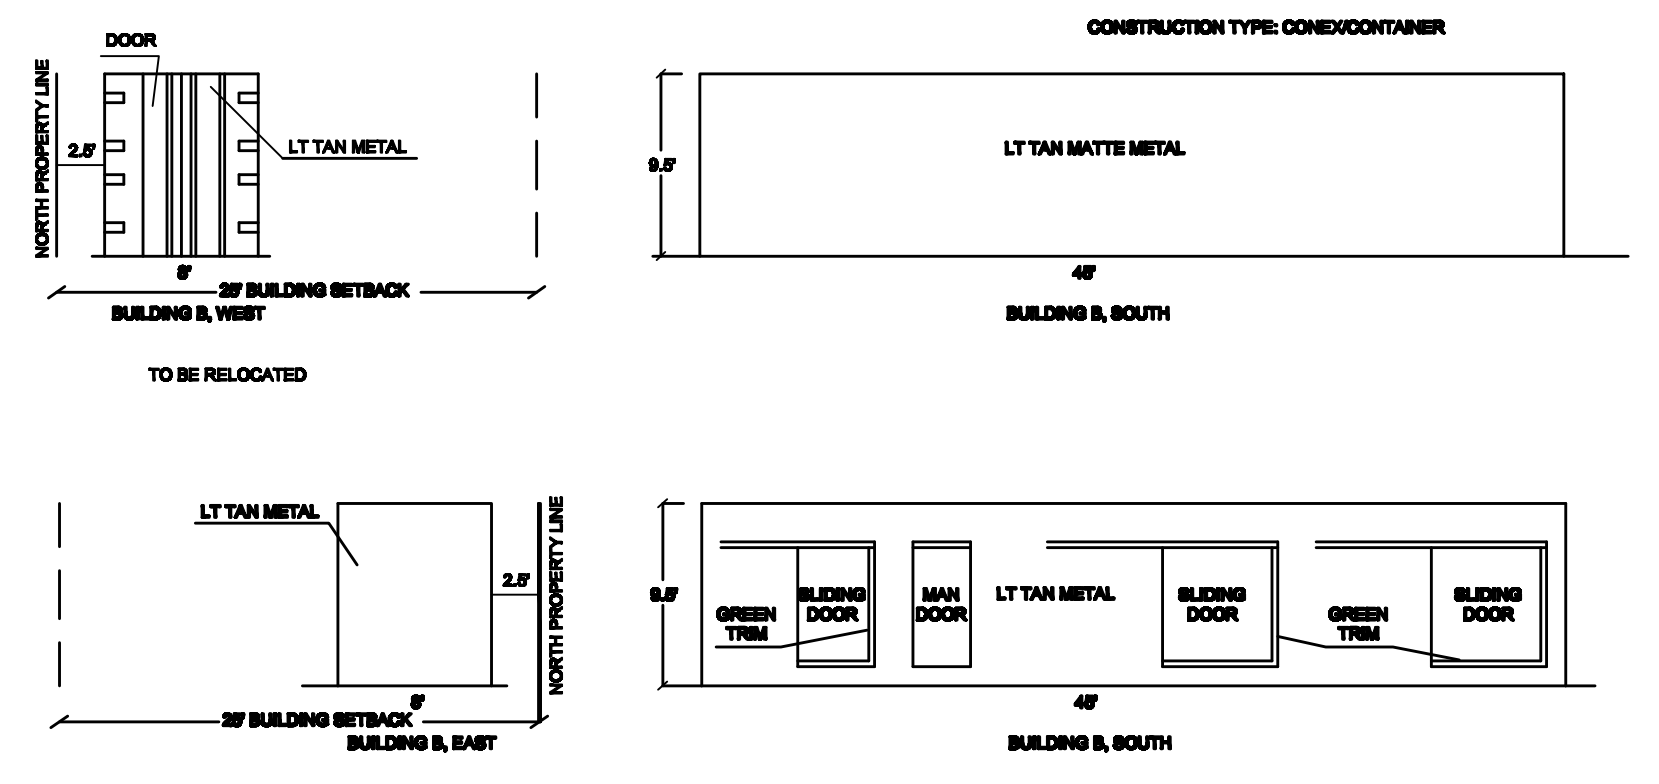 CONSTRUCTION TYPE: CONEX/CONTAINER
DOOR
NORTH PROPERTY LINE
2.5'
LT TAN METAL
8'
25' BUILDING SETBACK
BUILDING B, WEST
TO BE RELOCATED
9.5'
LT TAN MATTE METAL
45'
BUILDING B, SOUTH
LT TAN METAL
2.5'
NORTH PROPERTY LINE
8'
25' BUILDING SETBACK
BUILDING B, EAST
9.5'
GREEN
TRIM
SLIDING
DOOR
MAN
DOOR
LT TAN METAL
SLIDING
DOOR
GREEN
TRIM
SLIDING
DOOR
45'
BUILDING B, SOUTH